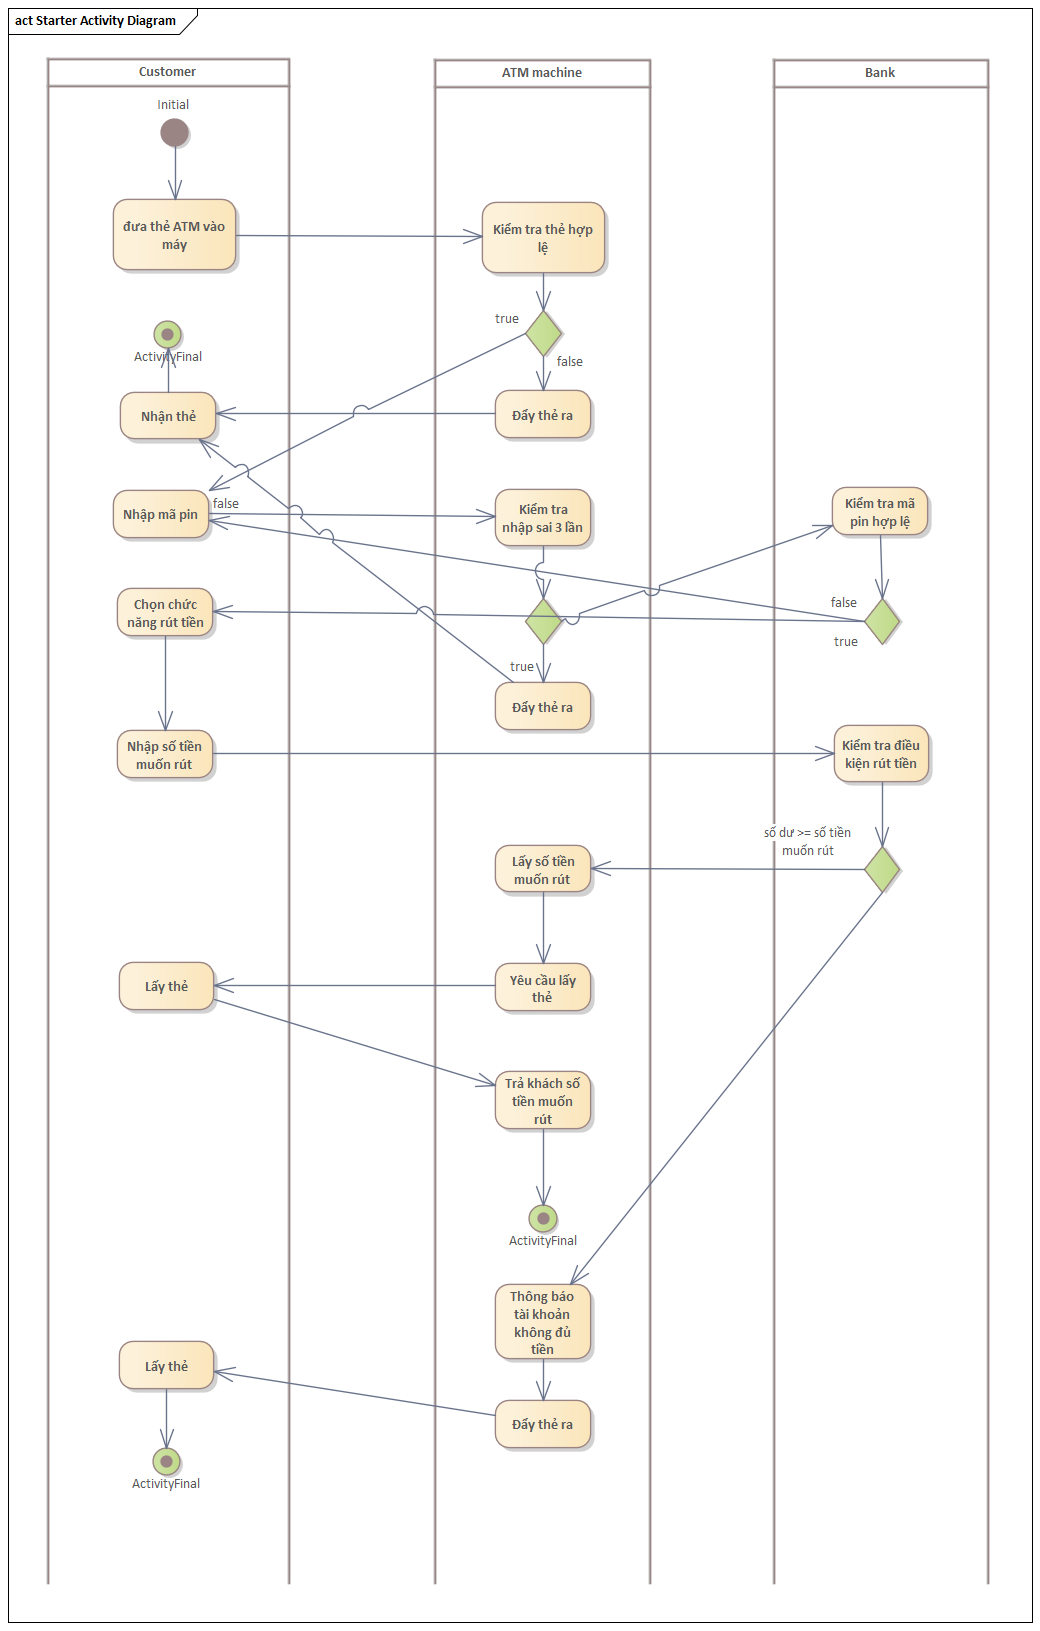 act Starter Activity Diagram
Customer
ATM machine
Bank
Initial
đưa thẻ ATM vào
máy
Kiểm tra thẻ hợp
lệ
true
false
ActivityFinal
Nhận thẻ
Đẩy thẻ ra
Nhập mã pin
false
Kiểm tra
nhập sai 3 lần
Kiểm tra mã
pin hợp lệ
Chọn chức
năng rút tiền
false
true
true
Đẩy thẻ ra
Nhập số tiền
muốn rút
Kiểm tra điều
kiện rút tiền
số dư >= số tiền
muốn rút
Lấy số tiền
muốn rút
Lấy thẻ
Yêu cầu lấy
thẻ
Trả khách số
tiền muốn
rút
ActivityFinal
Thông báo
tài khoản
không đủ
tiền
Lấy thẻ
Đẩy thẻ ra
ActivityFinal